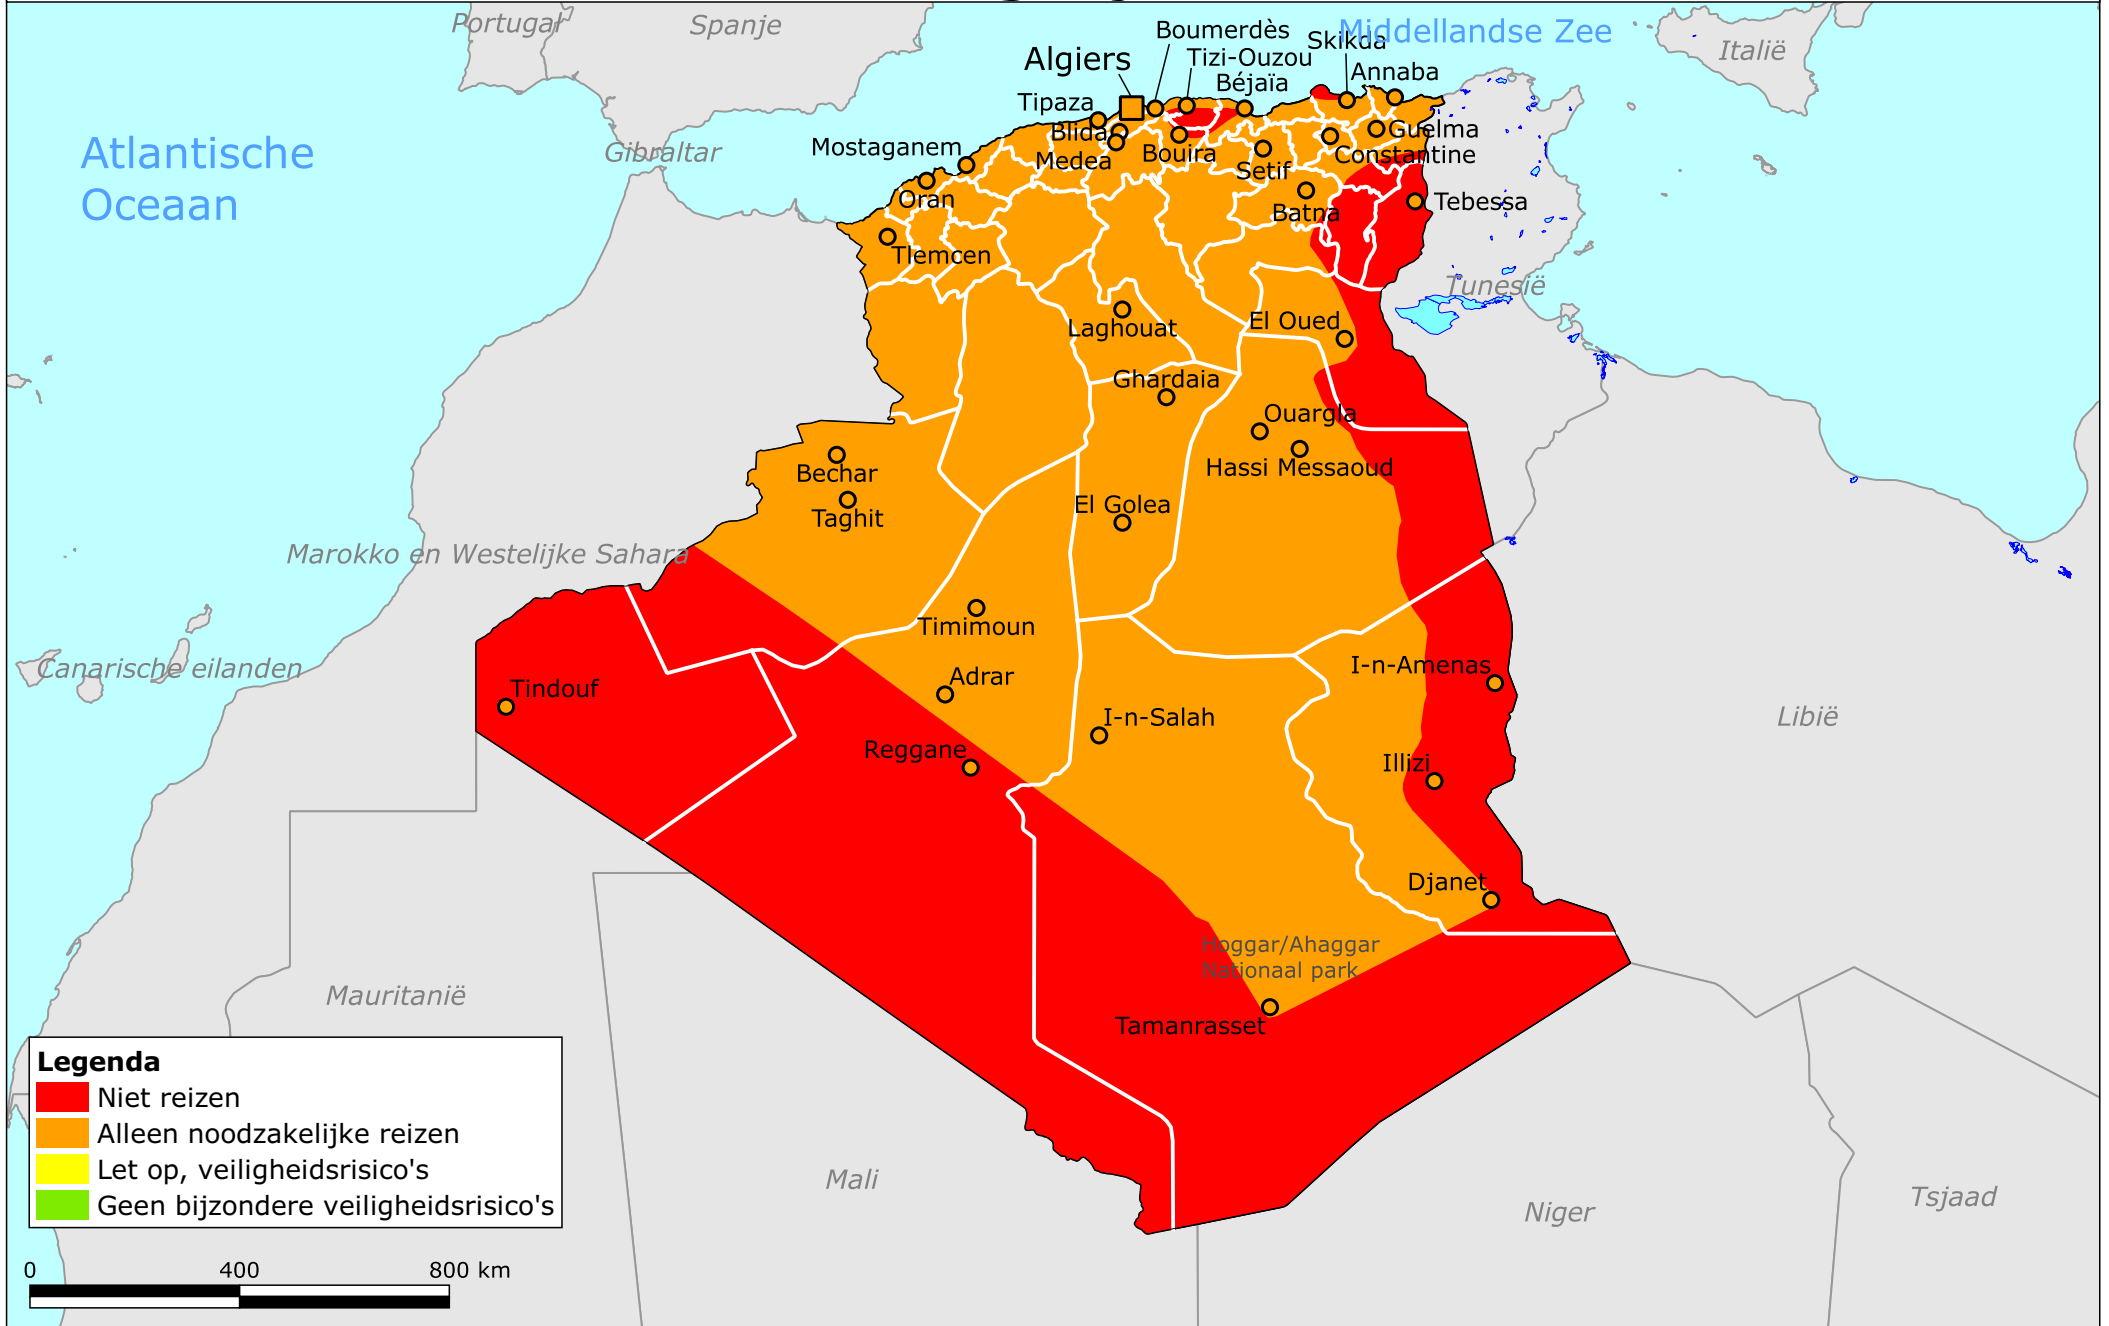 Portugal
Spanje
Boumerdès
Middellandse Zee
Skikda
Italië
Algiers
Tizi-Ouzou
Annaba
Béjaïa
Tipaza
Blida
Guelma
Atlantische
Oceaan
Gibraltar
Mostaganem
Medea
Bouira
Constantine
Setif
Oran
Batna
Tebessa
Tlemcen
Tunesië
Laghouat
El Oued
Ghardaia
Ouargla
Hassi Messaoud
Bechar
Taghit
El Golea
Marokko en Westelijke Sahara
Timimoun
Canarische eilanden
Tindouf
Adrar
I-n-Amenas
I-n-Salah
Libië
Reggane
Illizi
Djanet
Hoggar/Ahaggar
Nationaal park
Mauritanië
Tamanrasset
Legenda
Niet reizen
Alleen noodzakelijke reizen
Let op, veiligheidsrisico's
Geen bijzondere veiligheidsrisico's
Mali
Niger
Tsjaad
0 400 800 km